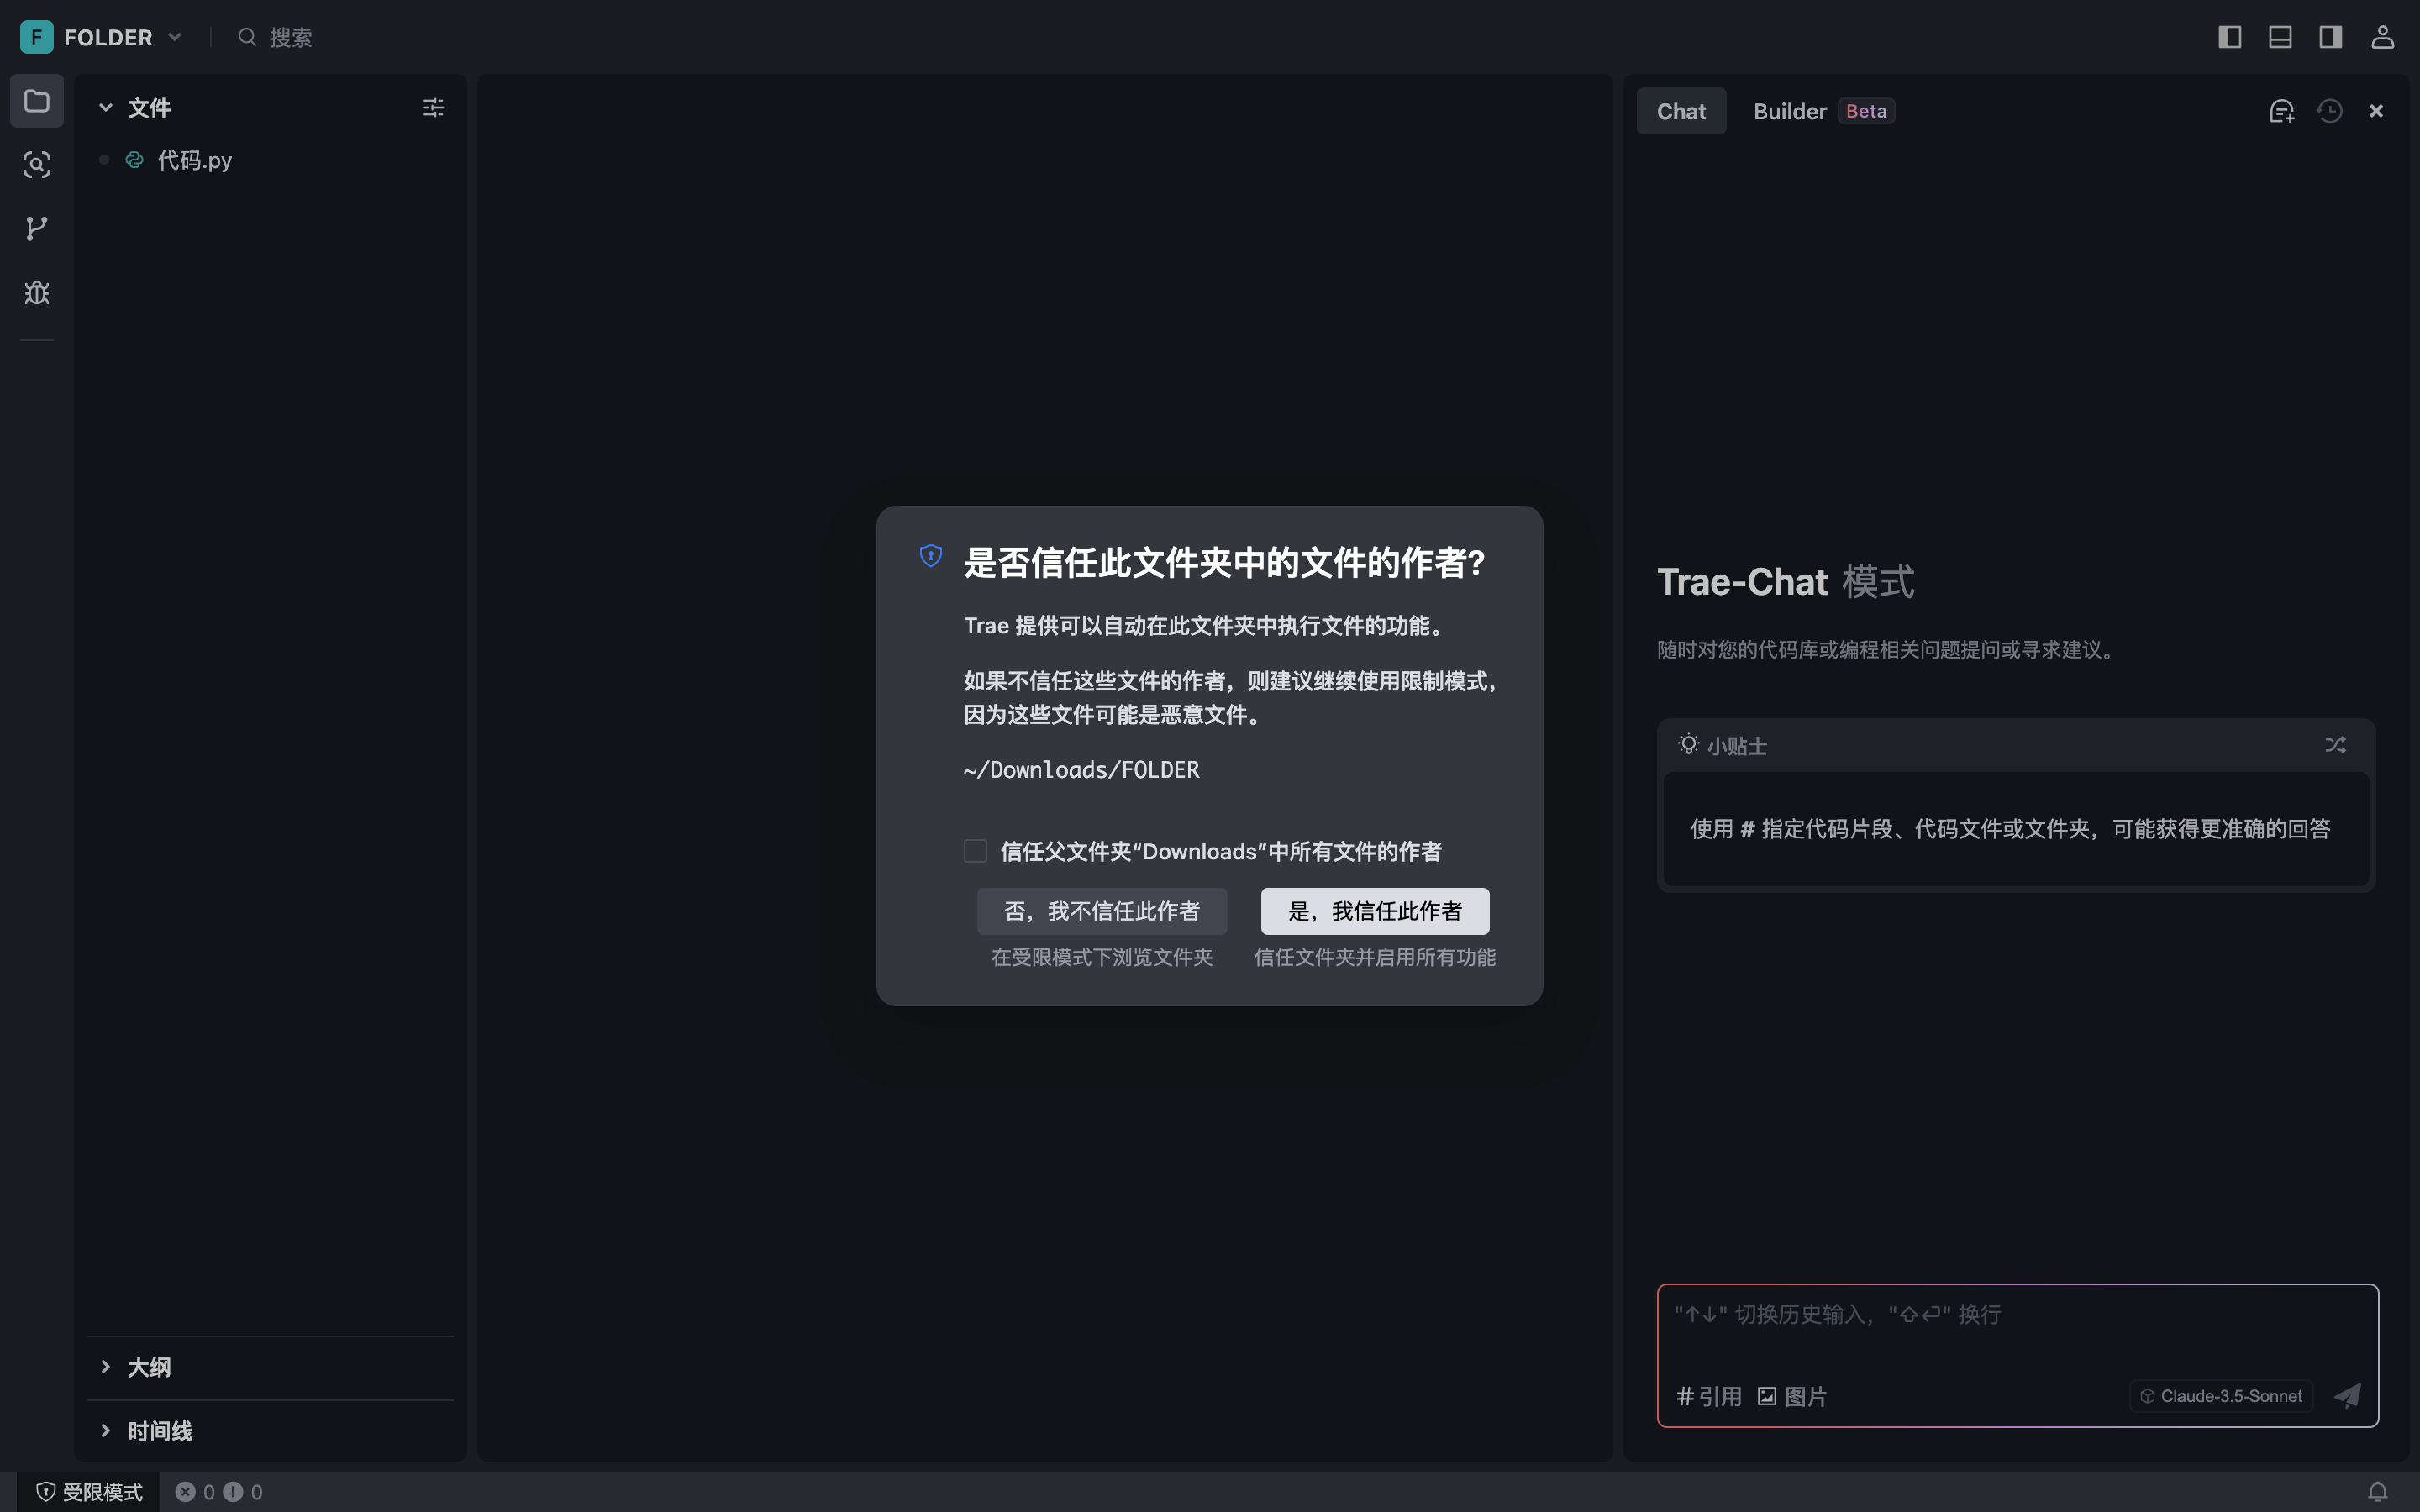 F FOLDER 搜索
文件
代码.py
大纲
时间线
受限模式 0 0
是否信任此文件夹中的文件的作者?
Trae 提供可以自动在此文件夹中执行文件的功能。
如果不信任这些文件的作者，则建议继续使用限制模式，
因为这些文件可能是恶意文件。
~/Downloads/FOLDER
信任父文件夹“Downloads”中所有文件的作者
否，我不信任此作者 是，我信任此作者
在受限模式下浏览文件夹 信任文件夹并启用所有功能
Chat Builder Beta
Trae-Chat 模式
随时对您的代码库或编程相关问题提问或寻求建议。
小贴士
使用 # 指定代码片段、代码文件或文件夹，可能获得更准确的回答
"↑↓" 切换历史输入，"⇧⏎" 换行
#引用 图片 Claude-3.5-Sonnet